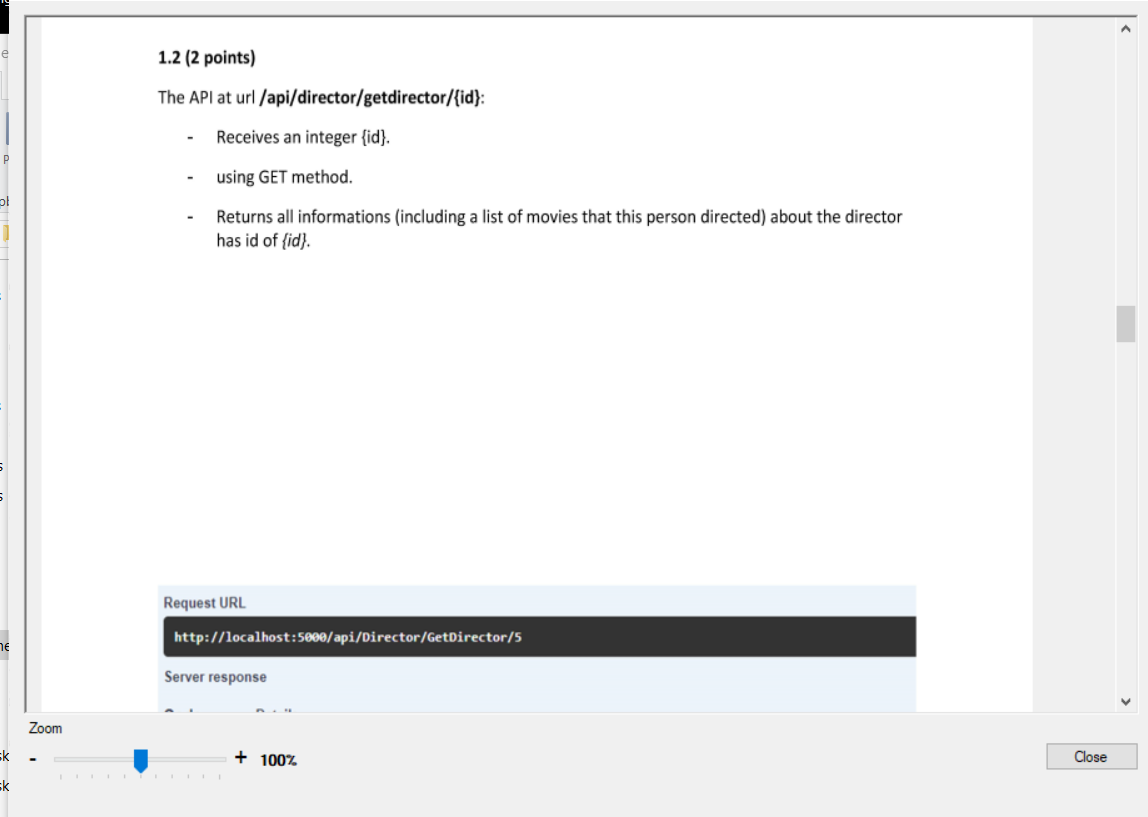 1.2 (2 points)
The API at url /api/director/getdirector/{id}:
- Receives an integer {id}.
- using GET method.
- Returns all informations (including a list of movies that this person directed) about the director
has id of {id}.
Request URL
http://localhost:5000/api/Director/GetDirector/5
Server response
Zoom
- + 100%
Close